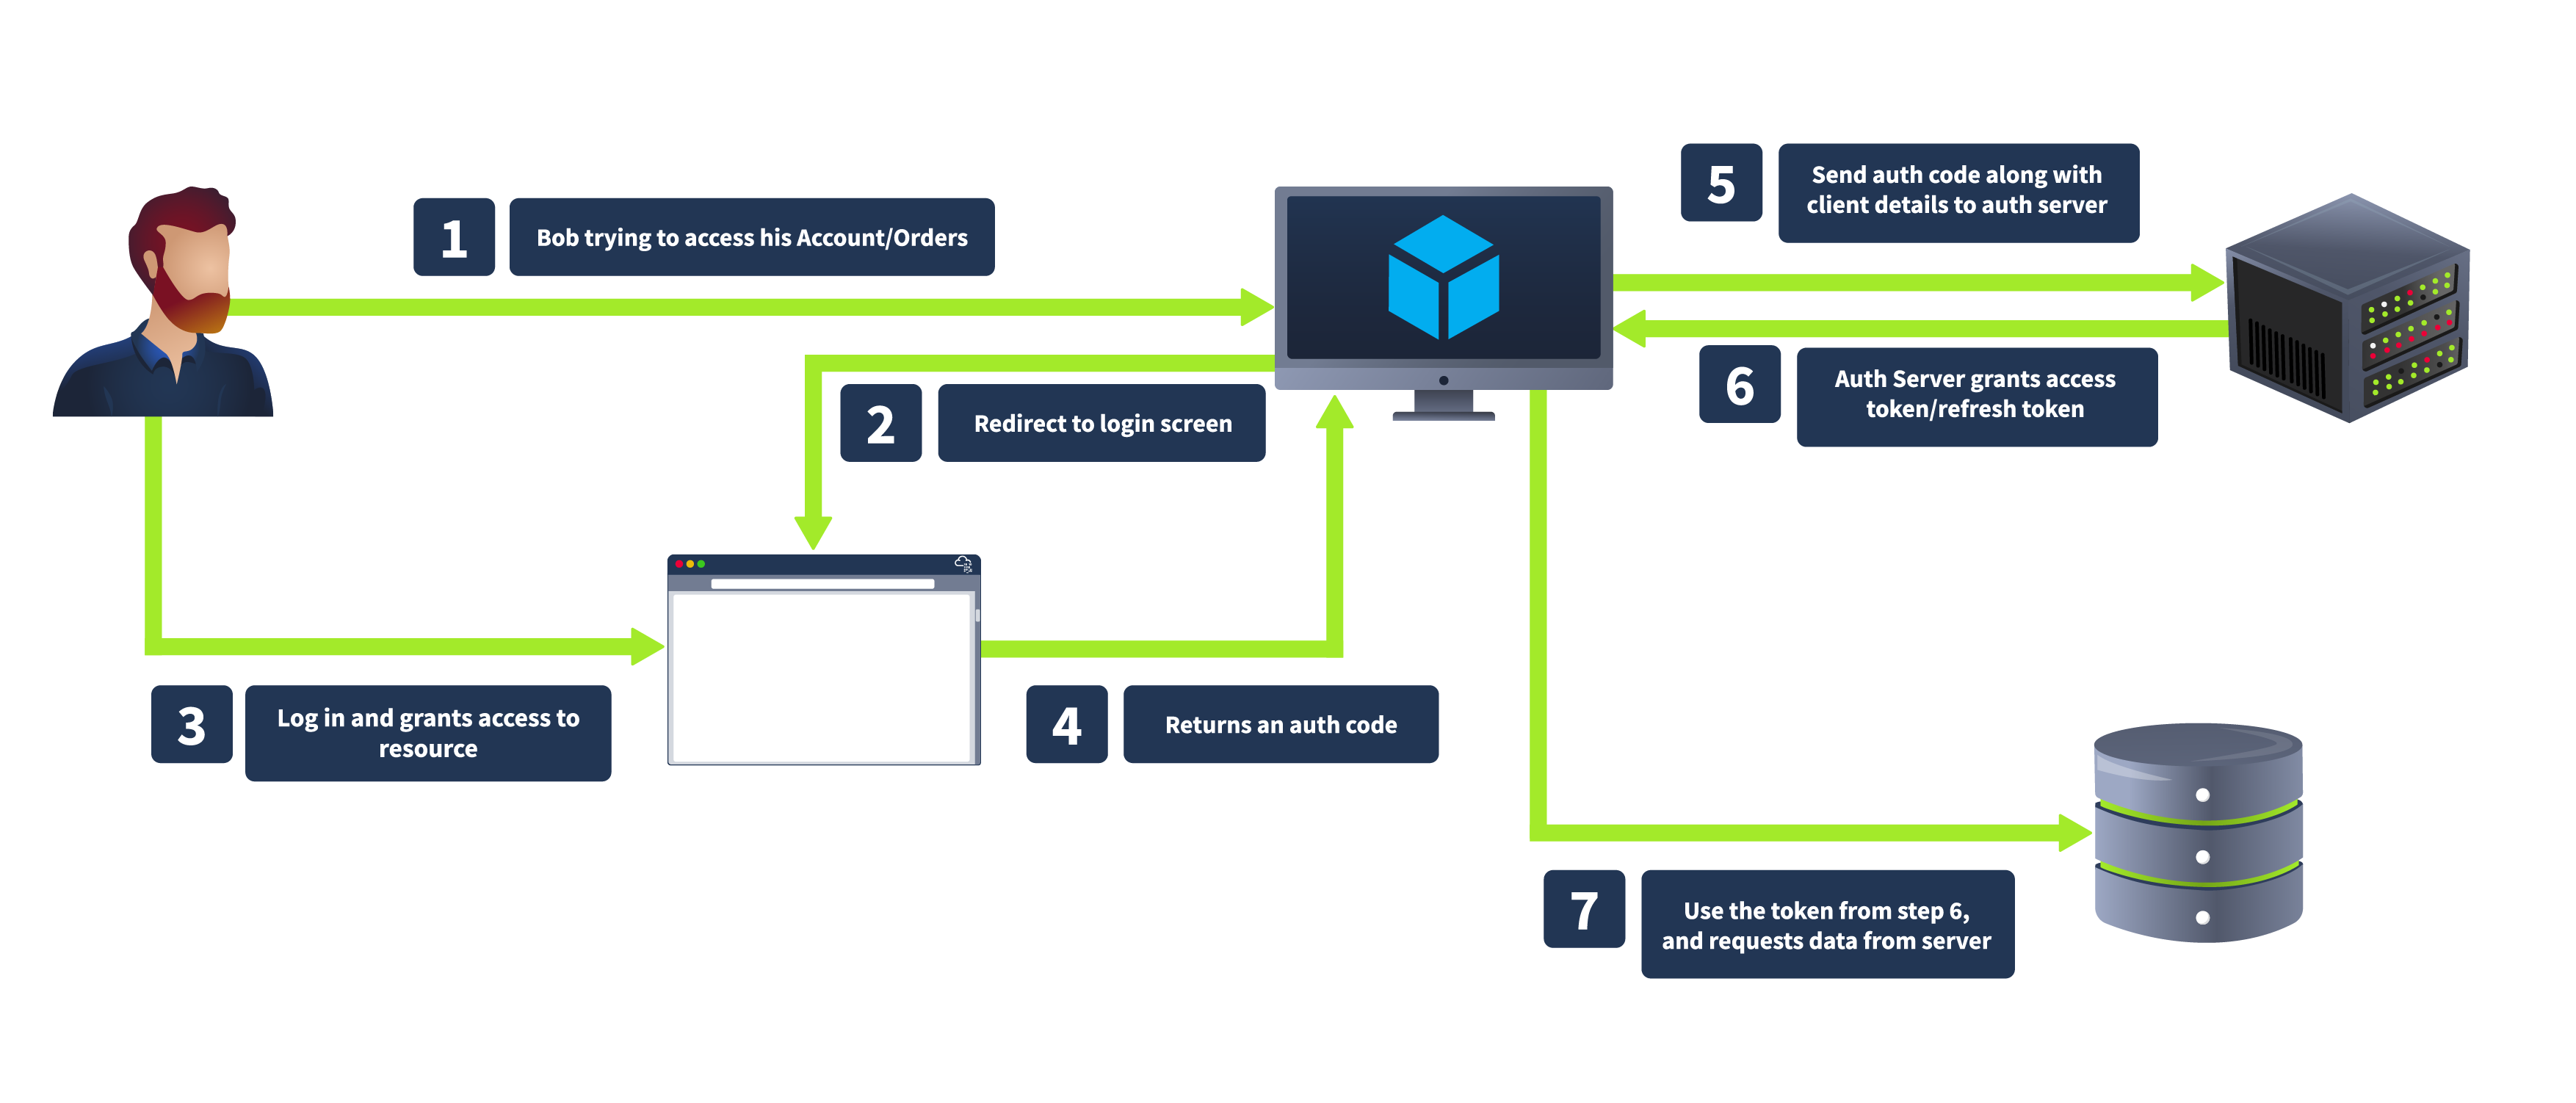 1
Bob trying to access his Account/Orders
2
Redirect to login screen
3
Log in and grants access to
resource
4
Returns an auth code
5
Send auth code along with
client details to auth server
6
Auth Server grants access
token/refresh token
7
Use the token from step 6,
and requests data from server